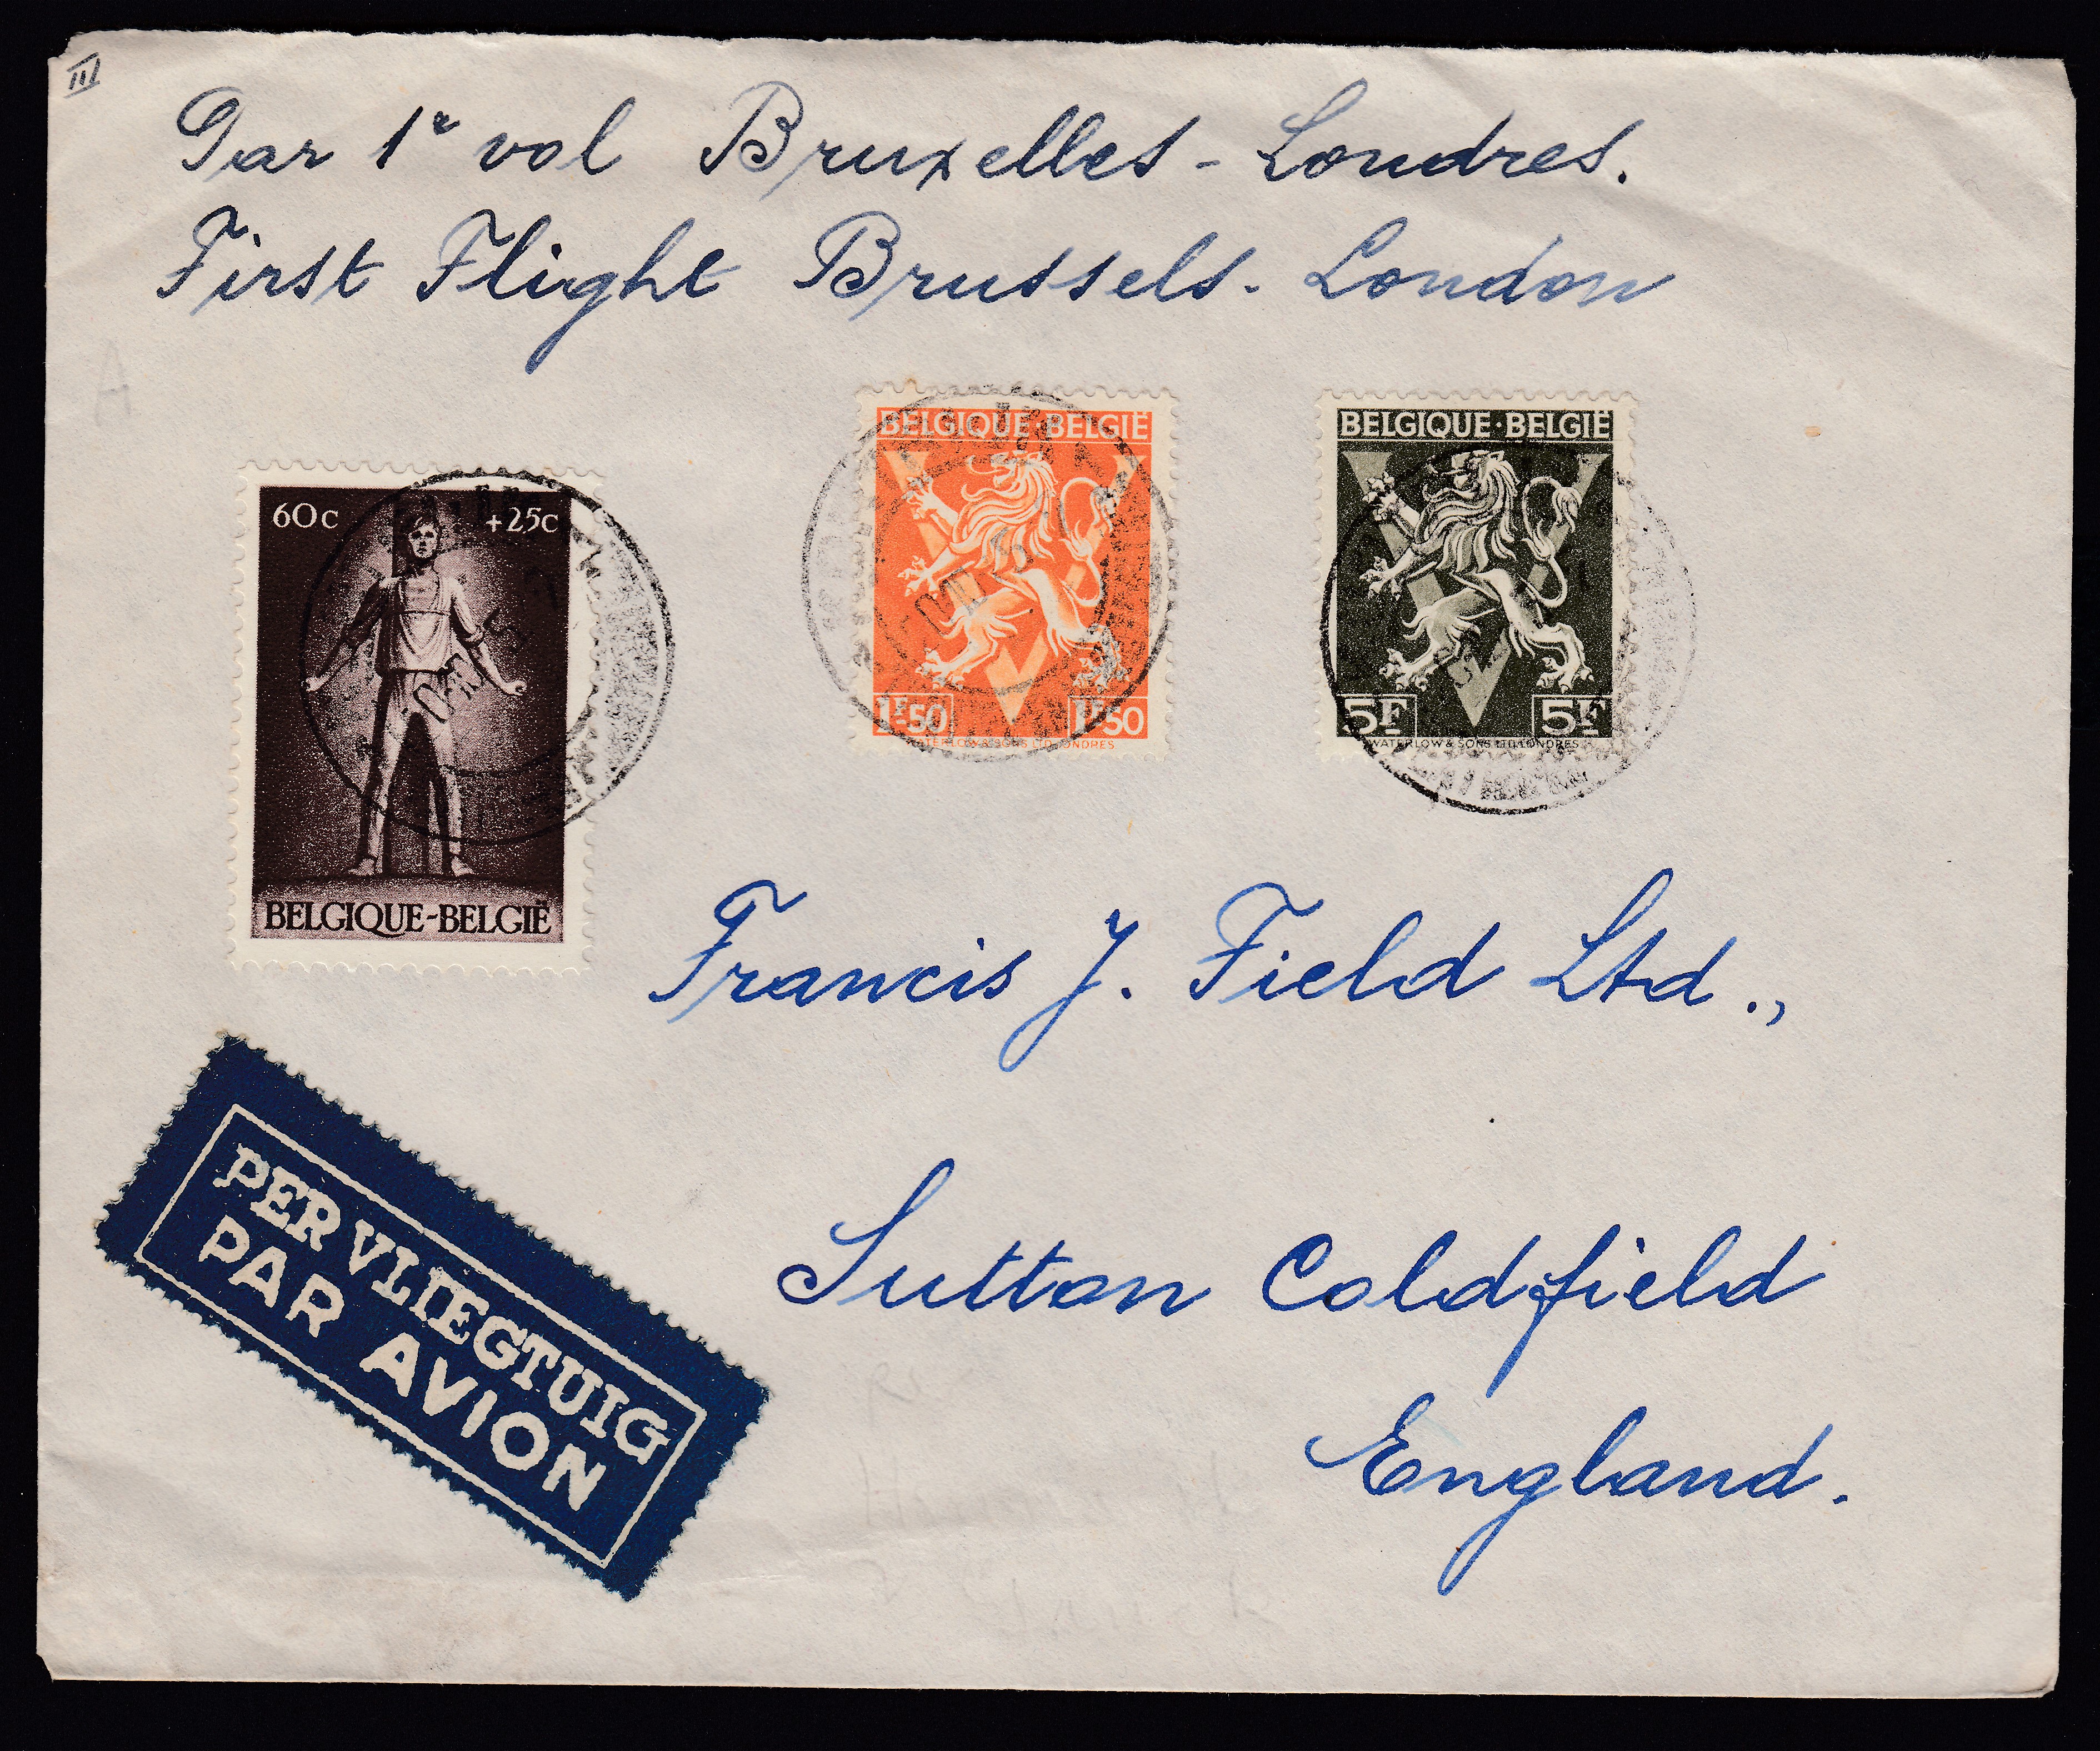 III
Par 1e vol Bruxelles - Londres.
First Flight Brussels - London
60c +25c
BELGIQUE-BELGIË
BELGIQUE·BELGIË
1F50 1F50
WATERLOW & SONS LTD. LONDRES
BELGIQUE·BELGIË
5F 5F
WATERLOW & SONS LTD. LONDRES
A
Francis J. Field Ltd.,
Sutton Coldfield
England.
PER VLIEGTUIG
PAR AVION